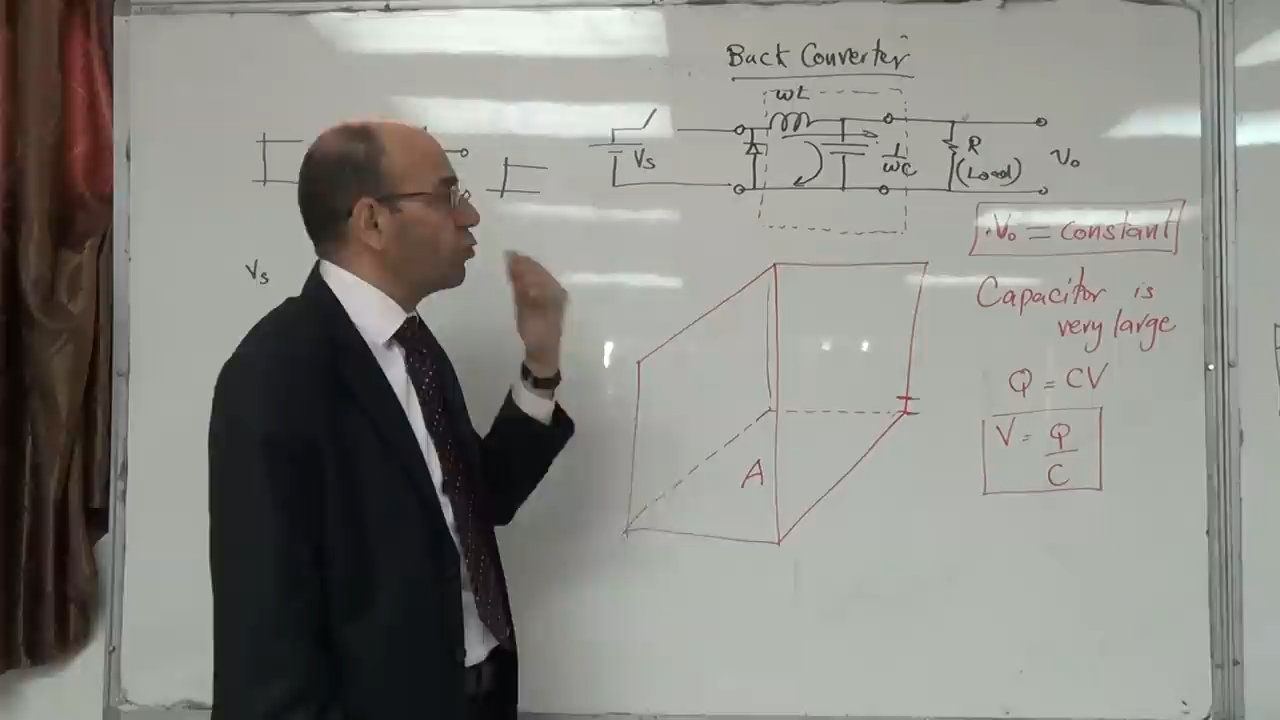 Back Converter
ωL
Vs
1/ωC
R
(Load)
Vo
Vs
Vo = constant
Capacitor is
very large
Q = CV
V = Q/C
A